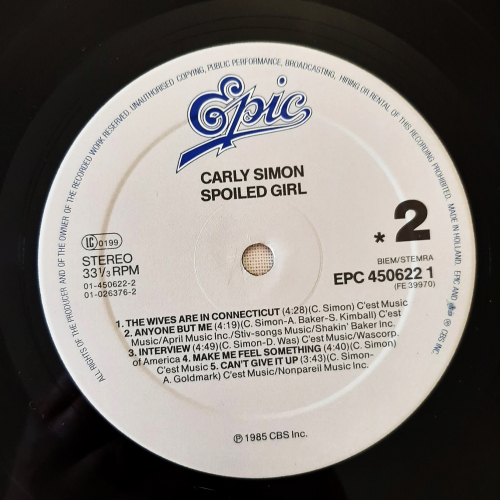 ALL RIGHTS OF THE PRODUCER AND OF THE OWNER OF THE RECORDED WORK RESERVED. UNAUTHORISED COPYING, PUBLIC PERFORMANCE, BROADCASTING, HIRING OR RENTAL OF THIS RECORDING PROHIBITED. MADE IN HOLLAND. EPIC AND
℗ CBS INC.
Epic
CARLY SIMON
SPOILED GIRL
LC 0199
STEREO
33⅓ RPM
01-450622-2
01-026376-2
* 2
BIEM/STEMRA
EPC 450622 1
(FE 39970)
1. THE WIVES ARE IN CONNECTICUT (4:28)(C. Simon) C'est Music
2. ANYONE BUT ME (4:19)(C. Simon-A. Baker-S. Kimball) C'est
Music/April Music Inc./Stiv-songs Music/Shakin' Baker Inc.
3. INTERVIEW (4:49)(C. Simon-D. Was) C'est Music/Wascorp.
of America 4. MAKE ME FEEL SOMETHING (4:40)(C. Simon)
C'est Music 5. CAN'T GIVE IT UP (3:43)(C. Simon-
A. Goldmark) C'est Music/Nonpareil Music Inc.
℗ 1985 CBS Inc.